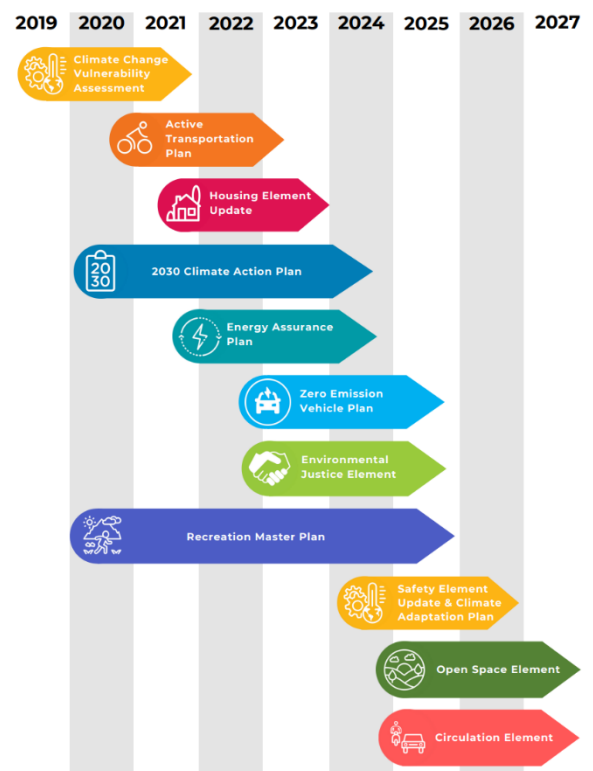 2019 2020 2021 2022 2023 2024 2025 2026 2027
Climate Change
Vulnerability
Assessment
Active
Transportation
Plan
Housing Element
Update
20
30
2030 Climate Action Plan
Energy Assurance
Plan
Zero Emission
Vehicle Plan
Environmental
Justice Element
Recreation Master Plan
Safety Element
Update & Climate
Adaptation Plan
Open Space Element
Circulation Element